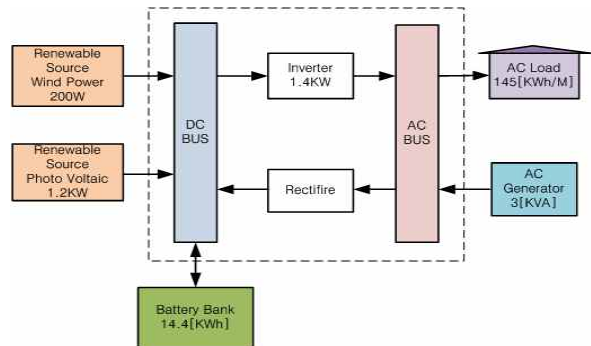 Renewable
Source
Wind Power
200W
Renewable
Source
Photo Voltaic
1.2KW
DC
BUS
Inverter
1.4KW
Rectifire
AC
BUS
AC Load
145[KWh/M]
AC
Generator
3[KVA]
Battery Bank
14.4[KWh]